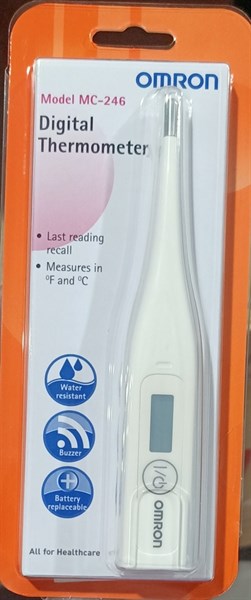 OMRON
Model MC-246
Digital
Thermometer
• Last reading
recall
• Measures in
ºF and ºC
Water
resistant
Buzzer
Battery
replaceable
I/
OMRON
All for Healthcare